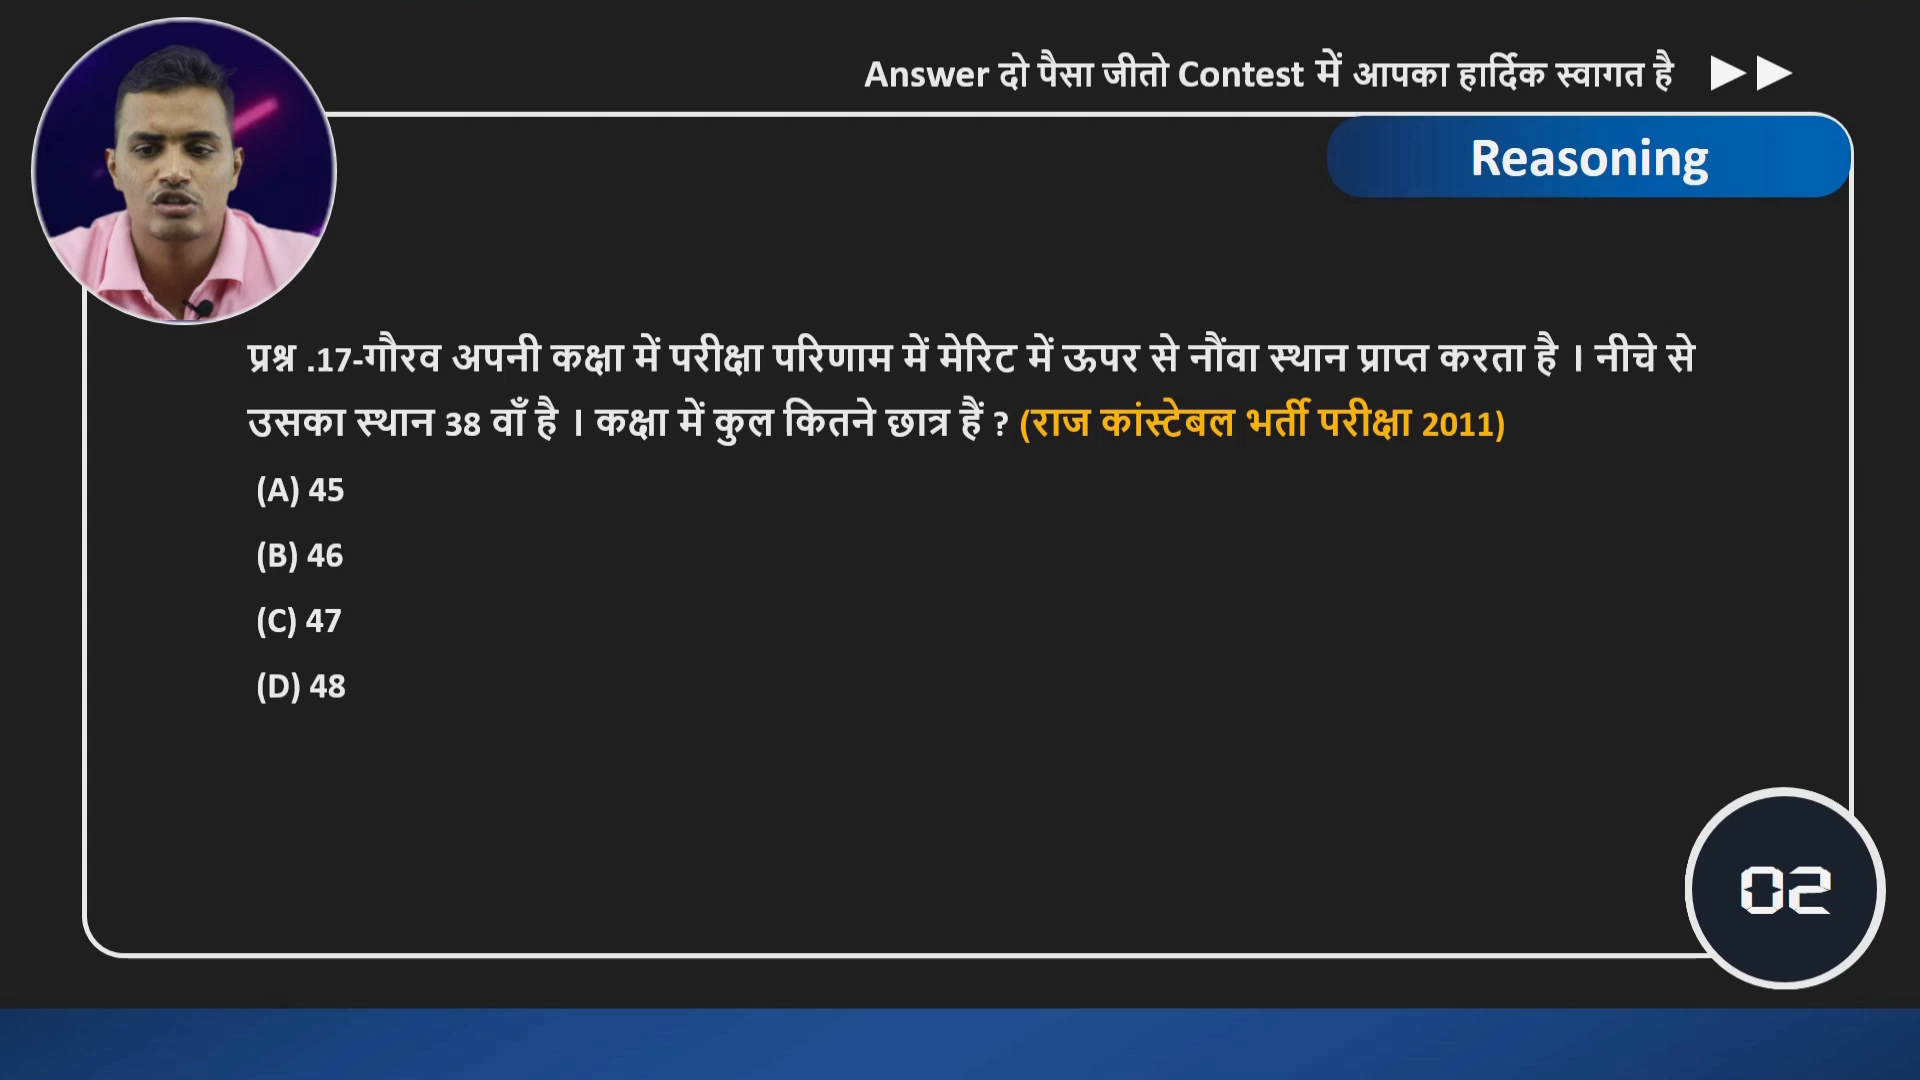 Answer दो पैसा जीतो Contest में आपका हार्दिक स्वागत है
Reasoning
प्रश्न .17-गौरव अपनी कक्षा में परीक्षा परिणाम में मेरिट में ऊपर से नौंवा स्थान प्राप्त करता है । नीचे से
उसका स्थान 38 वाँ है । कक्षा में कुल कितने छात्र हैं ? (राज कांस्टेबल भर्ती परीक्षा 2011)
(A) 45
(B) 46
(C) 47
(D) 48
02